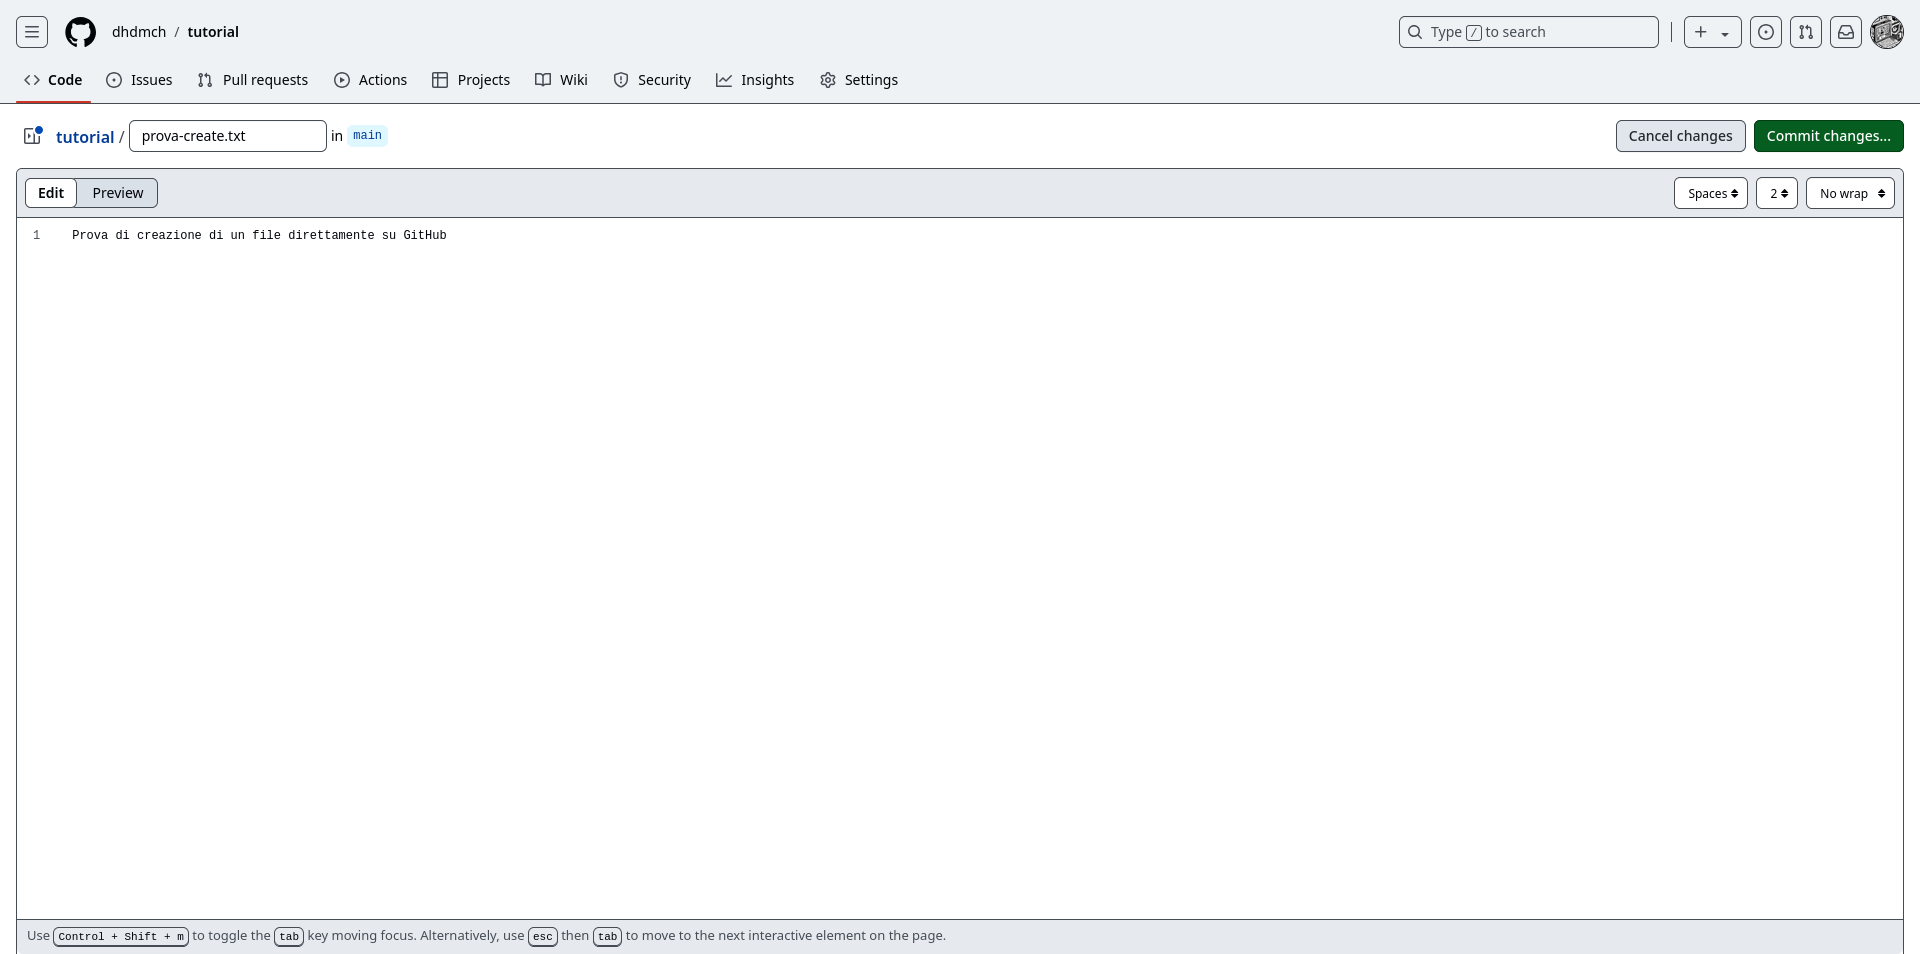 dhdmch / tutorial
Type / to search
Code Issues Pull requests Actions Projects Wiki Security Insights Settings
tutorial / prova-create.txt in main
Cancel changes Commit changes...
Edit Preview
Spaces 2 No wrap
1 Prova di creazione di un file direttamente su GitHub
Use Control + Shift + m to toggle the tab key moving focus. Alternatively, use esc then tab to move to the next interactive element on the page.